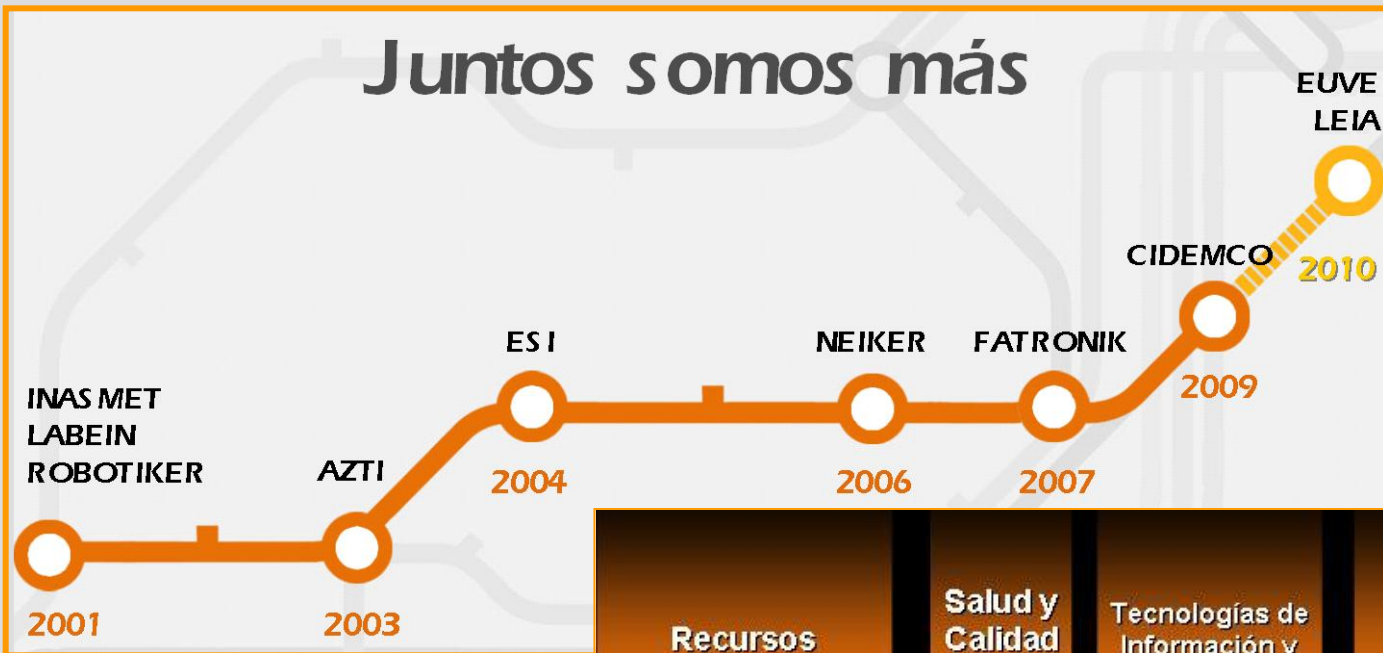 Juntos somos más
EUVE
LEIA
CIDEMCO
2010
ESI
NEIKER
FATRONIK
2009
INASMET
LABEIN
ROBOTIKER
AZTI
2004
2006
2007
2001
2003
Recursos
Salud y
Calidad
Tecnologías de
Información y